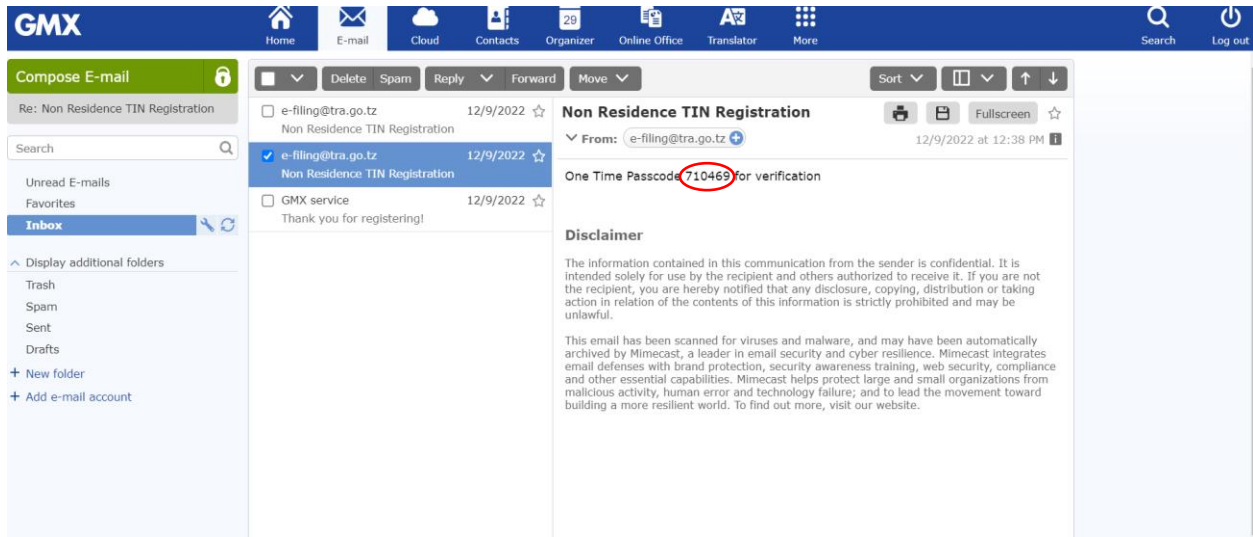 GMX
Home
E-mail
Cloud
Contacts
29
Organizer
Online Office
Translator
More
Search
Log out
Compose E-mail
Re: Non Residence TIN Registration
Search
Unread E-mails
Favorites
Inbox
Display additional folders
Trash
Spam
Sent
Drafts
+ New folder
+ Add e-mail account
Delete Spam Reply Forward Move Sort
e-filing@tra.go.tz 12/9/2022
Non Residence TIN Registration
e-filing@tra.go.tz 12/9/2022
Non Residence TIN Registration
GMX service 12/9/2022
Thank you for registering!
Non Residence TIN Registration
Fullscreen
From: e-filing@tra.go.tz
12/9/2022 at 12:38 PM
One Time Passcode 710469 for verification
Disclaimer
The information contained in this communication from the sender is confidential. It is
intended solely for use by the recipient and others authorized to receive it. If you are not
the recipient, you are hereby notified that any disclosure, copying, distribution or taking
action in relation of the contents of this information is strictly prohibited and may be
unlawful.
This email has been scanned for viruses and malware, and may have been automatically
archived by Mimecast, a leader in email security and cyber resilience. Mimecast integrates
email defenses with brand protection, security awareness training, web security, compliance
and other essential capabilities. Mimecast helps protect large and small organizations from
malicious activity, human error and technology failure; and to lead the movement toward
building a more resilient world. To find out more, visit our website.